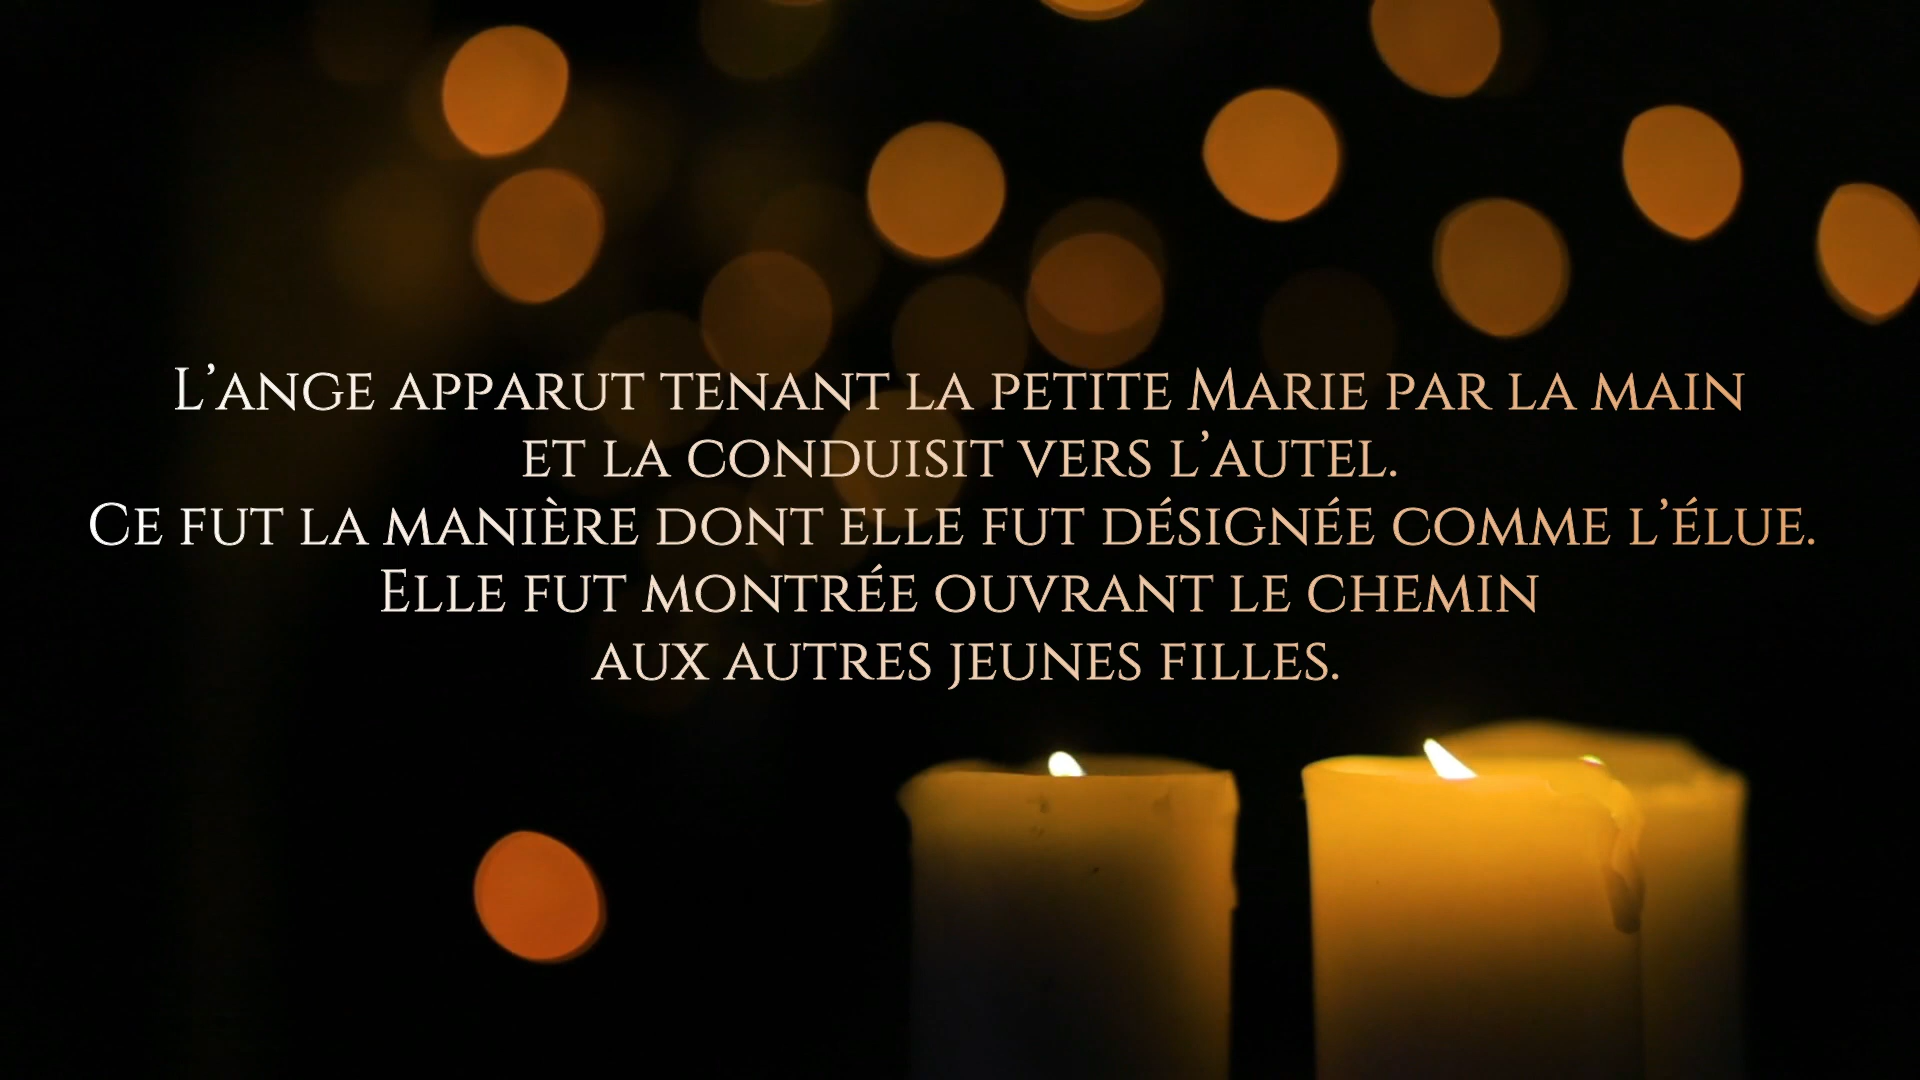 L’ange apparut tenant la petite Marie par la main
et la conduisit vers l’autel.
Ce fut la manière dont elle fut désignée comme l’élue.
Elle fut montrée ouvrant le chemin
aux autres jeunes filles.